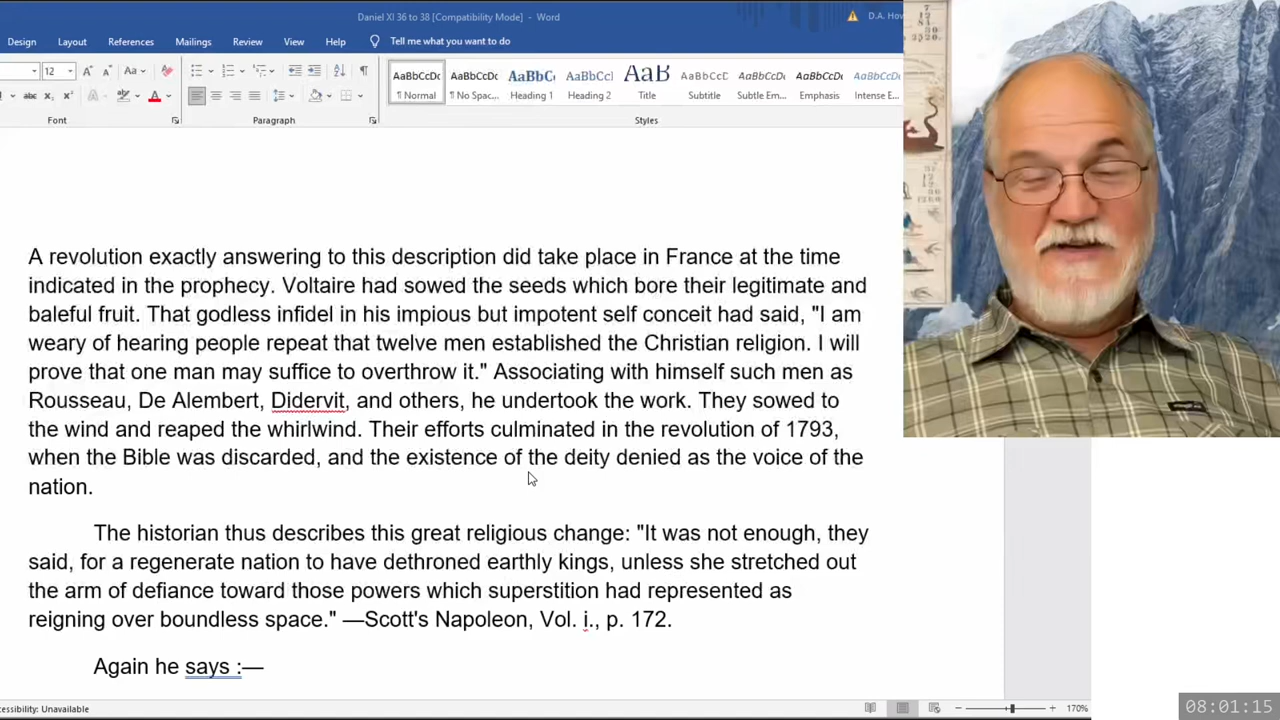 Daniel XI 36 to 38 [Compatibility Mode] - Word
D.A. How
Design Layout References Mailings Review View Help Tell me what you want to do
12
Aa
AaBbCcDc AaBbCcDc AaBbCc AaBbCcl AaB AaBbCcD AaBbCcDc AaBbCcDc AaBbCcDc
¶ Normal ¶ No Spac... Heading 1 Heading 2 Title Subtitle Subtle Em... Emphasis Intense E
Font Paragraph Styles
A revolution exactly answering to this description did take place in France at the time
indicated in the prophecy. Voltaire had sowed the seeds which bore their legitimate and
baleful fruit. That godless infidel in his impious but impotent self conceit had said, "I am
weary of hearing people repeat that twelve men established the Christian religion. I will
prove that one man may suffice to overthrow it." Associating with himself such men as
Rousseau, De Alembert, Didervit, and others, he undertook the work. They sowed to
the wind and reaped the whirlwind. Their efforts culminated in the revolution of 1793,
when the Bible was discarded, and the existence of the deity denied as the voice of the
nation.
The historian thus describes this great religious change: "It was not enough, they
said, for a regenerate nation to have dethroned earthly kings, unless she stretched out
the arm of defiance toward those powers which superstition had represented as
reigning over boundless space." —Scott's Napoleon, Vol. i., p. 172.
Again he says :—
cessibility: Unavailable
170%
08:01:15